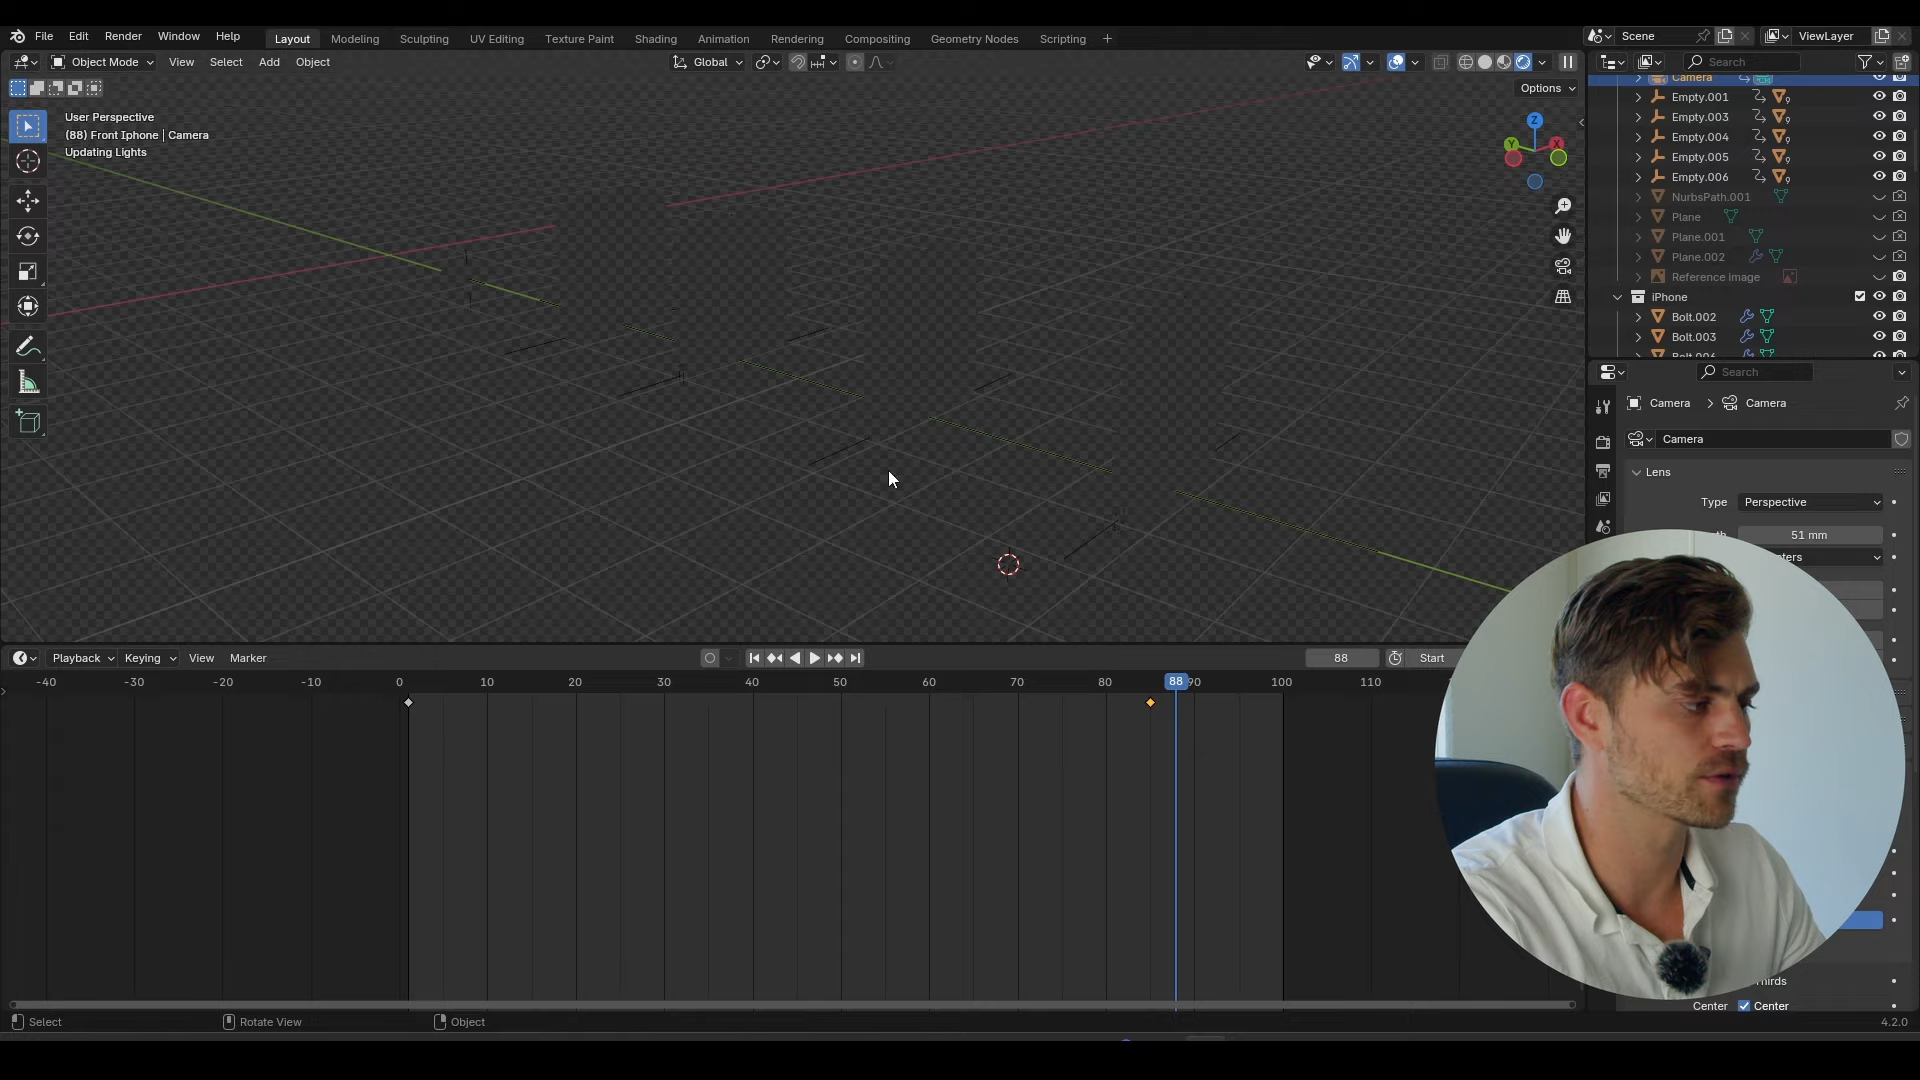 File Edit Render Window Help Layout Modeling Sculpting UV Editing Texture Paint Shading Animation Rendering Compositing Geometry Nodes Scripting + Scene ViewLayer
Object Mode View Select Add Object Global Search
Options
User Perspective
(88) Front Iphone | Camera
Updating Lights
Z
Y X
Camera
Empty.001
Empty.003
Empty.004
Empty.005
Empty.006
NurbsPath.001
Plane
Plane.001
Plane.002
Reference image
iPhone
Bolt.002
Bolt.003
Bolt.006
Search
Camera > Camera
Camera
Lens
Type Perspective
51 mm
Playback Keying View Marker 88 Start
-40 -30 -20 -10 0 10 20 30 40 50 60 70 80 88 90 100 110
Center Center
Select Rotate View Object 4.2.0